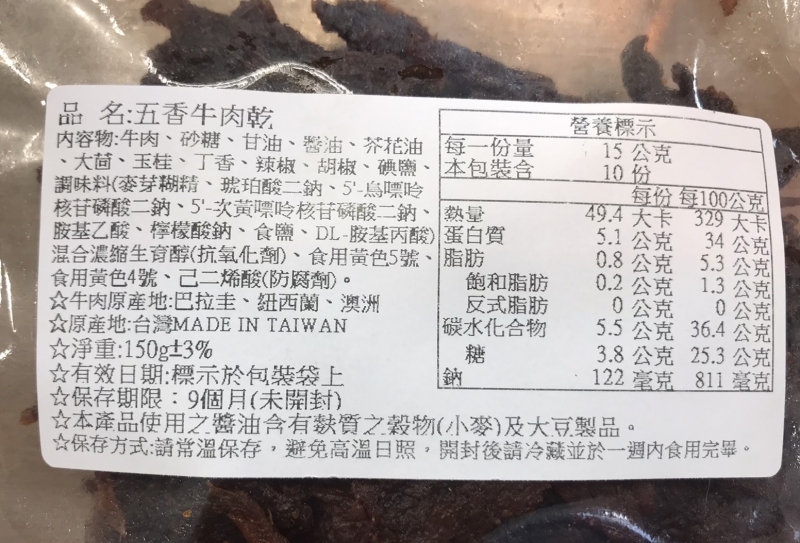 品 名:五香牛肉乾
內容物:牛肉、砂糖、甘油、醬油、芥花油
、大茴、玉桂、丁香、辣椒、胡椒、碘鹽、
調味料(麥芽糊精、琥珀酸二鈉、5'-鳥嘌呤
核苷磷酸二鈉、5'-次黃嘌呤核苷磷酸二鈉、
胺基乙酸、檸檬酸鈉、食鹽、DL-胺基丙酸)
混合濃縮生育醇(抗氧化劑)、食用黃色5號、
食用黃色4號、己二烯酸(防腐劑)。
☆牛肉原產地:巴拉圭、紐西蘭、澳洲
☆原產地:台灣MADE IN TAIWAN
☆淨重:150g±3%
☆有效日期:標示於包裝袋上
☆保存期限：9個月(未開封)
☆本產品使用之醬油含有麩質之穀物(小麥)及大豆製品。
☆保存方式:請常溫保存，避免高溫日照，開封後請冷藏並於一週內食用完畢。
營養標示
每一份量 15 公克
本包裝含 10 份
每份 每100公克
熱量 49.4 大卡 329 大卡
蛋白質 5.1 公克 34 公克
脂肪 0.8 公克 5.3 公克
飽和脂肪 0.2 公克 1.3 公克
反式脂肪 0 公克 0 公克
碳水化合物 5.5 公克 36.4 公克
糖 3.8 公克 25.3 公克
鈉 122 毫克 811 毫克